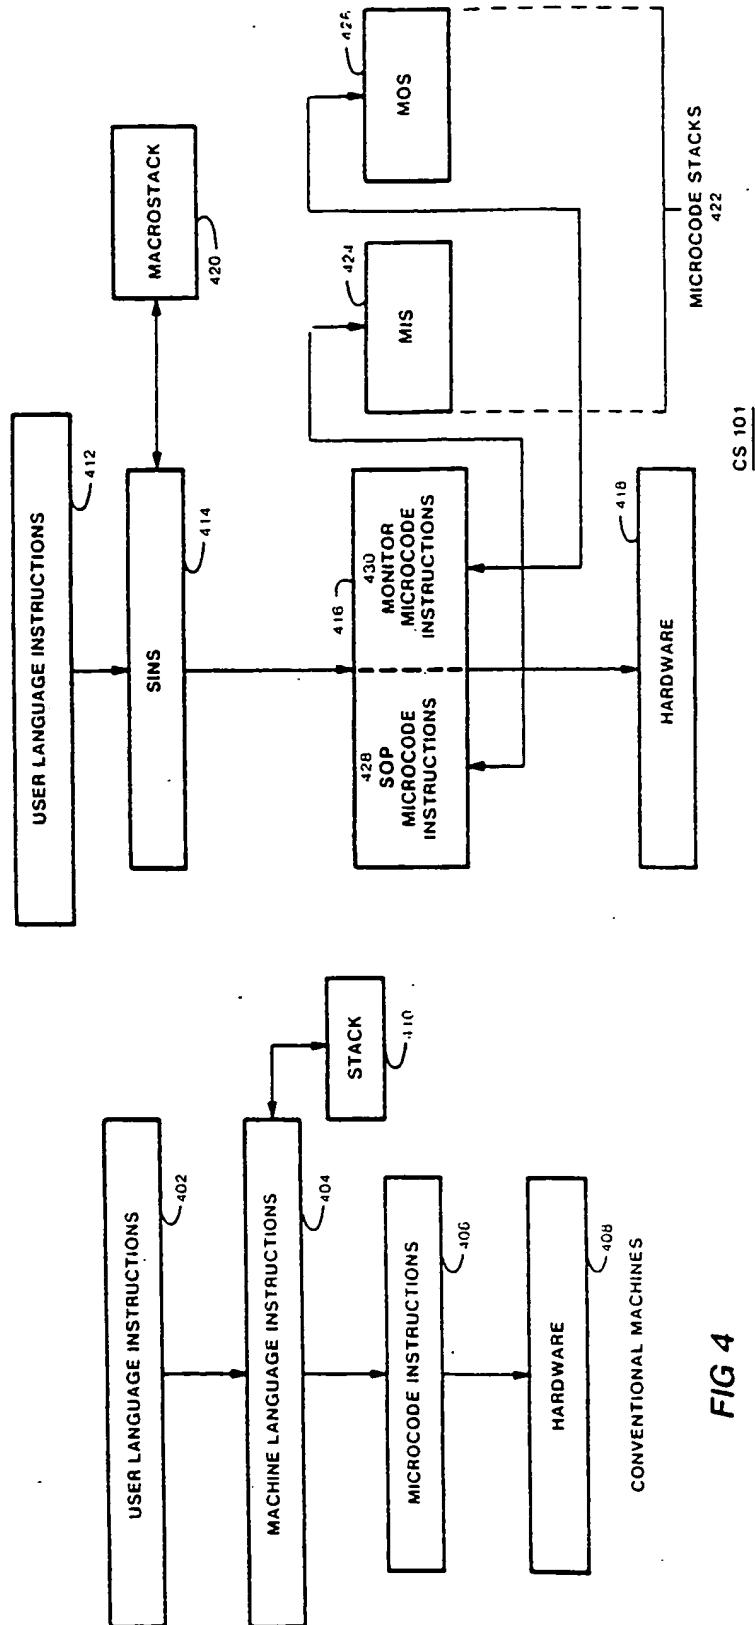 USER LANGUAGE INSTRUCTIONS
402
MACHINE LANGUAGE INSTRUCTIONS
404
STACK
410
MICROCODE INSTRUCTIONS
406
HARDWARE
408
CONVENTIONAL MACHINES
FIG 4
USER LANGUAGE INSTRUCTIONS
412
SINS
414
MACROSTACK
420
416
428
SOP
MICROCODE
INSTRUCTIONS
430
MONITOR
MICROCODE
INSTRUCTIONS
MIS
424
MOS
426
MICROCODE STACKS
422
HARDWARE
418
CS 101